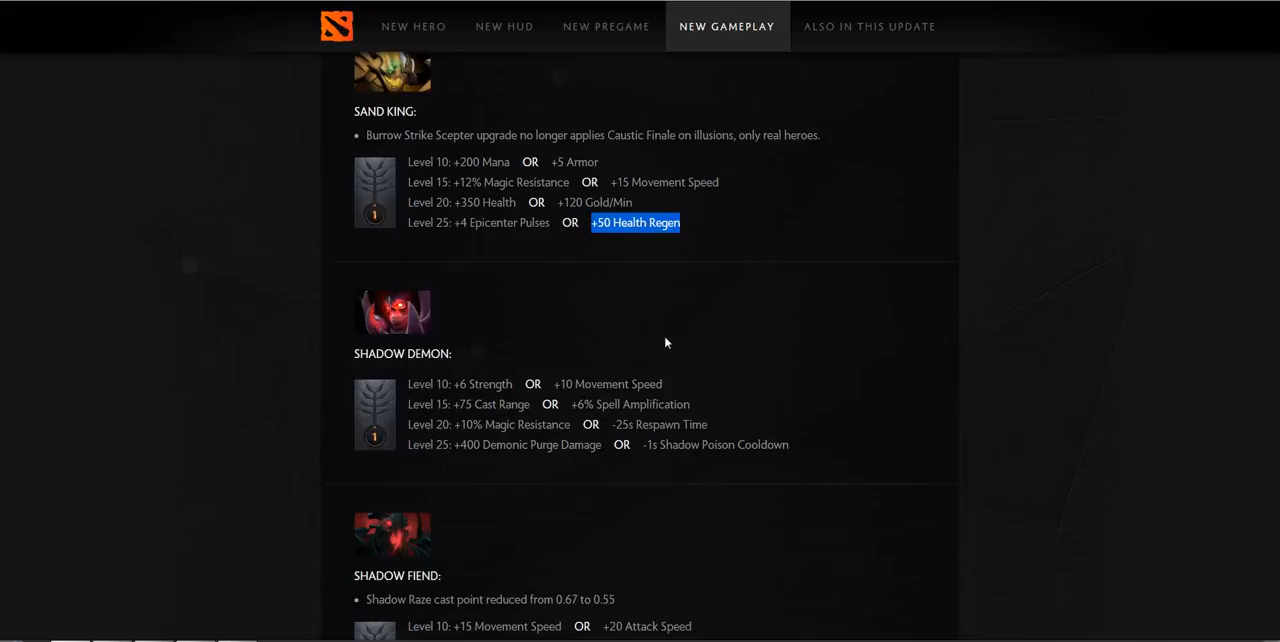 NEW HERO NEW HUD NEW PREGAME NEW GAMEPLAY ALSO IN THIS UPDATE
SAND KING:
• Burrow Strike Scepter upgrade no longer applies Caustic Finale on illusions, only real heroes.
Level 10: +200 Mana OR +5 Armor
Level 15: +12% Magic Resistance OR +15 Movement Speed
Level 20: +350 Health OR +120 Gold/Min
1
Level 25: +4 Epicenter Pulses OR +50 Health Regen
SHADOW DEMON:
Level 10: +6 Strength OR +10 Movement Speed
Level 15: +75 Cast Range OR +6% Spell Amplification
Level 20: +10% Magic Resistance OR -25s Respawn Time
1
Level 25: +400 Demonic Purge Damage OR -1s Shadow Poison Cooldown
SHADOW FIEND:
• Shadow Raze cast point reduced from 0.67 to 0.55
Level 10: +15 Movement Speed OR +20 Attack Speed